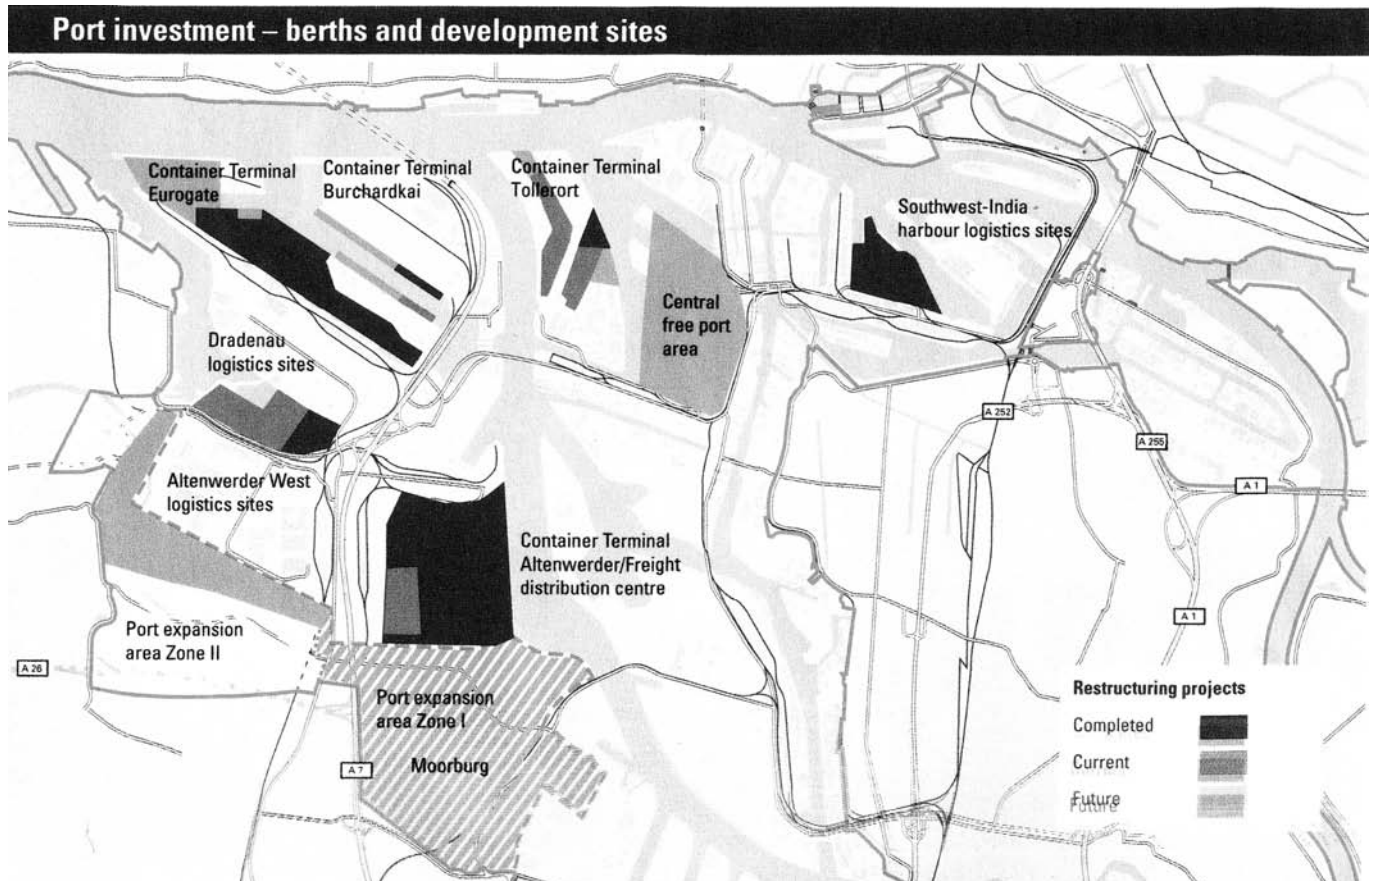 Port investment – berths and development sites
Container Terminal
Eurogate
Container Terminal
Burchardkai
Container Terminal
Tollerort
Southwest-India
harbour logistics sites
Central
free port
area
Dradenau
logistics sites
A 252
A 255
A 1
Altenwerder West
logistics sites
Container Terminal
Altenwerder/Freight
distribution centre
A 1
Port expansion
area Zone II
A 26
Port expansion
area Zone I
Moorburg
A 7
Restructuring projects
Completed
Current
Future
Future